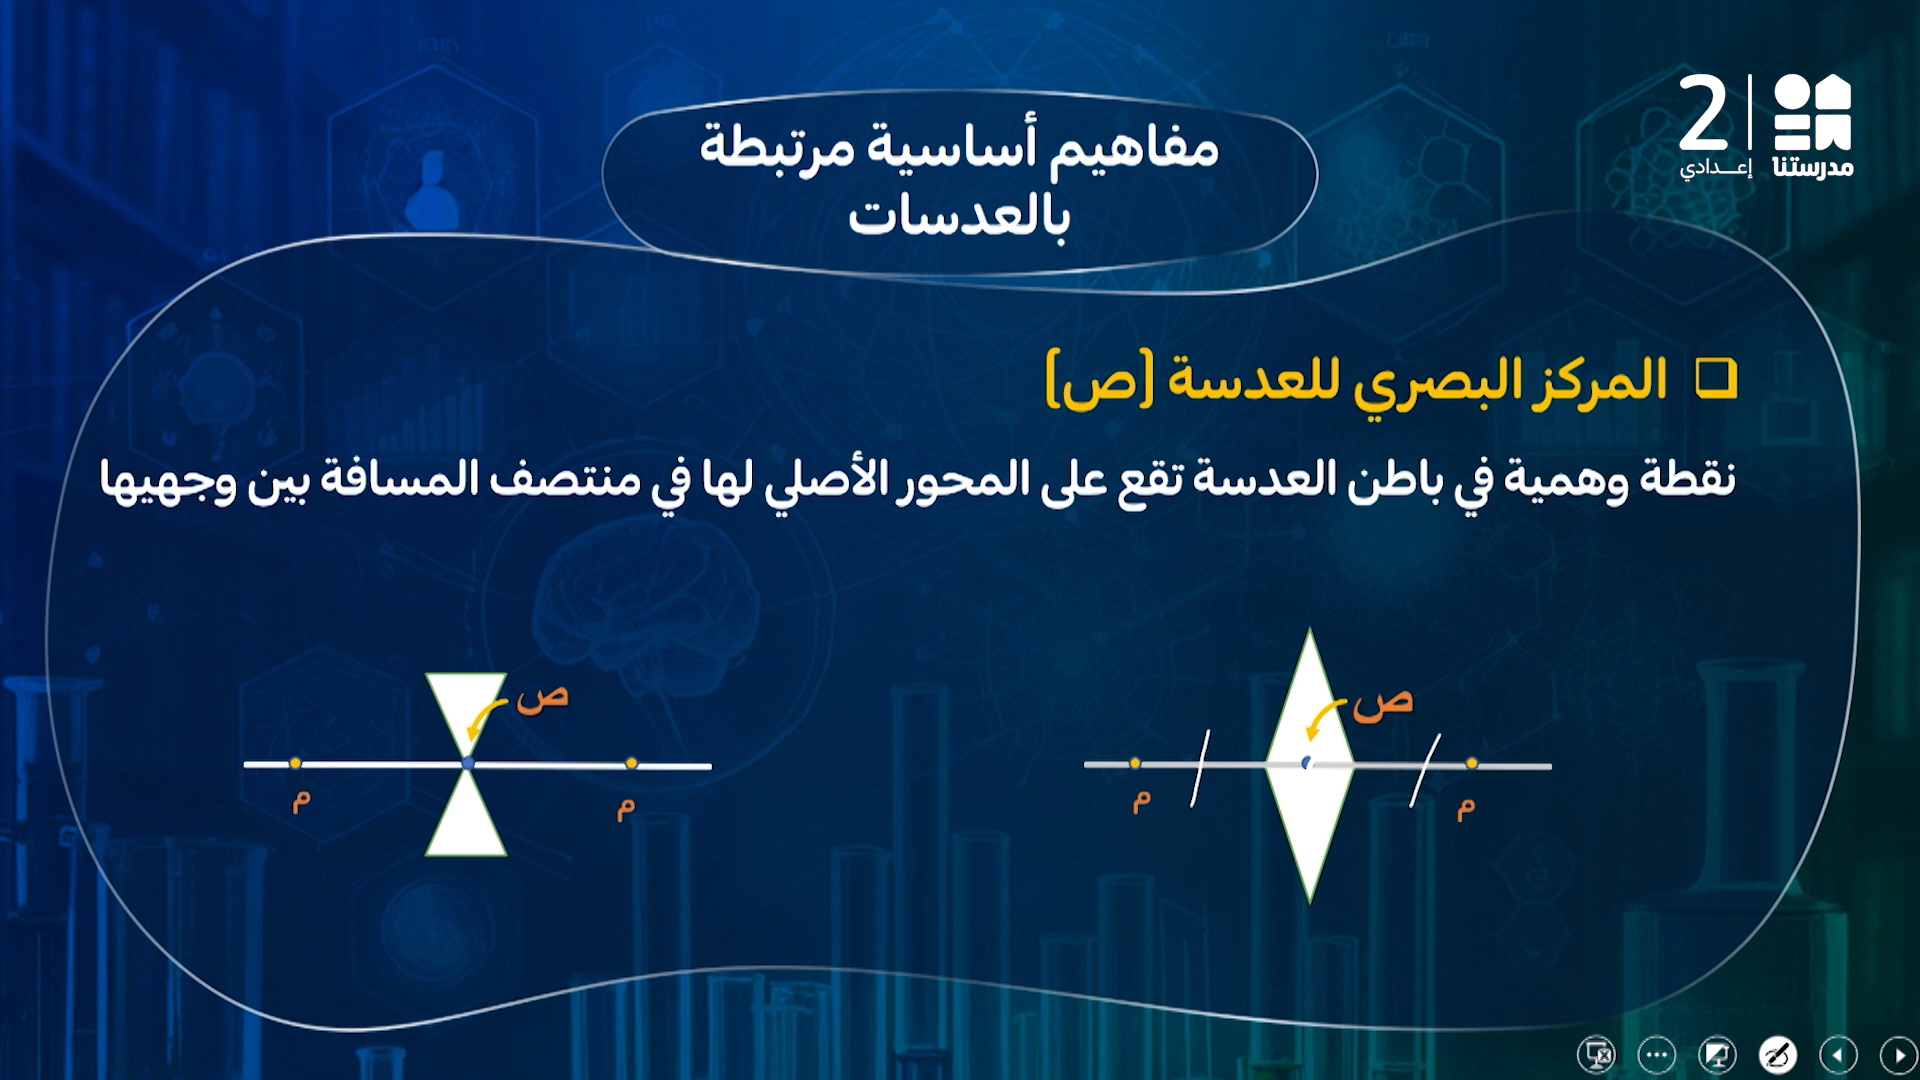 2
مدرستنا
إعدادي
مفاهيم أساسية مرتبطة
بالعدسات
المركز البصري للعدسة (ص)
نقطة وهمية في باطن العدسة تقع على المحور الأصلي لها في منتصف المسافة بين وجهيها
ص
م
م
ص
م
م